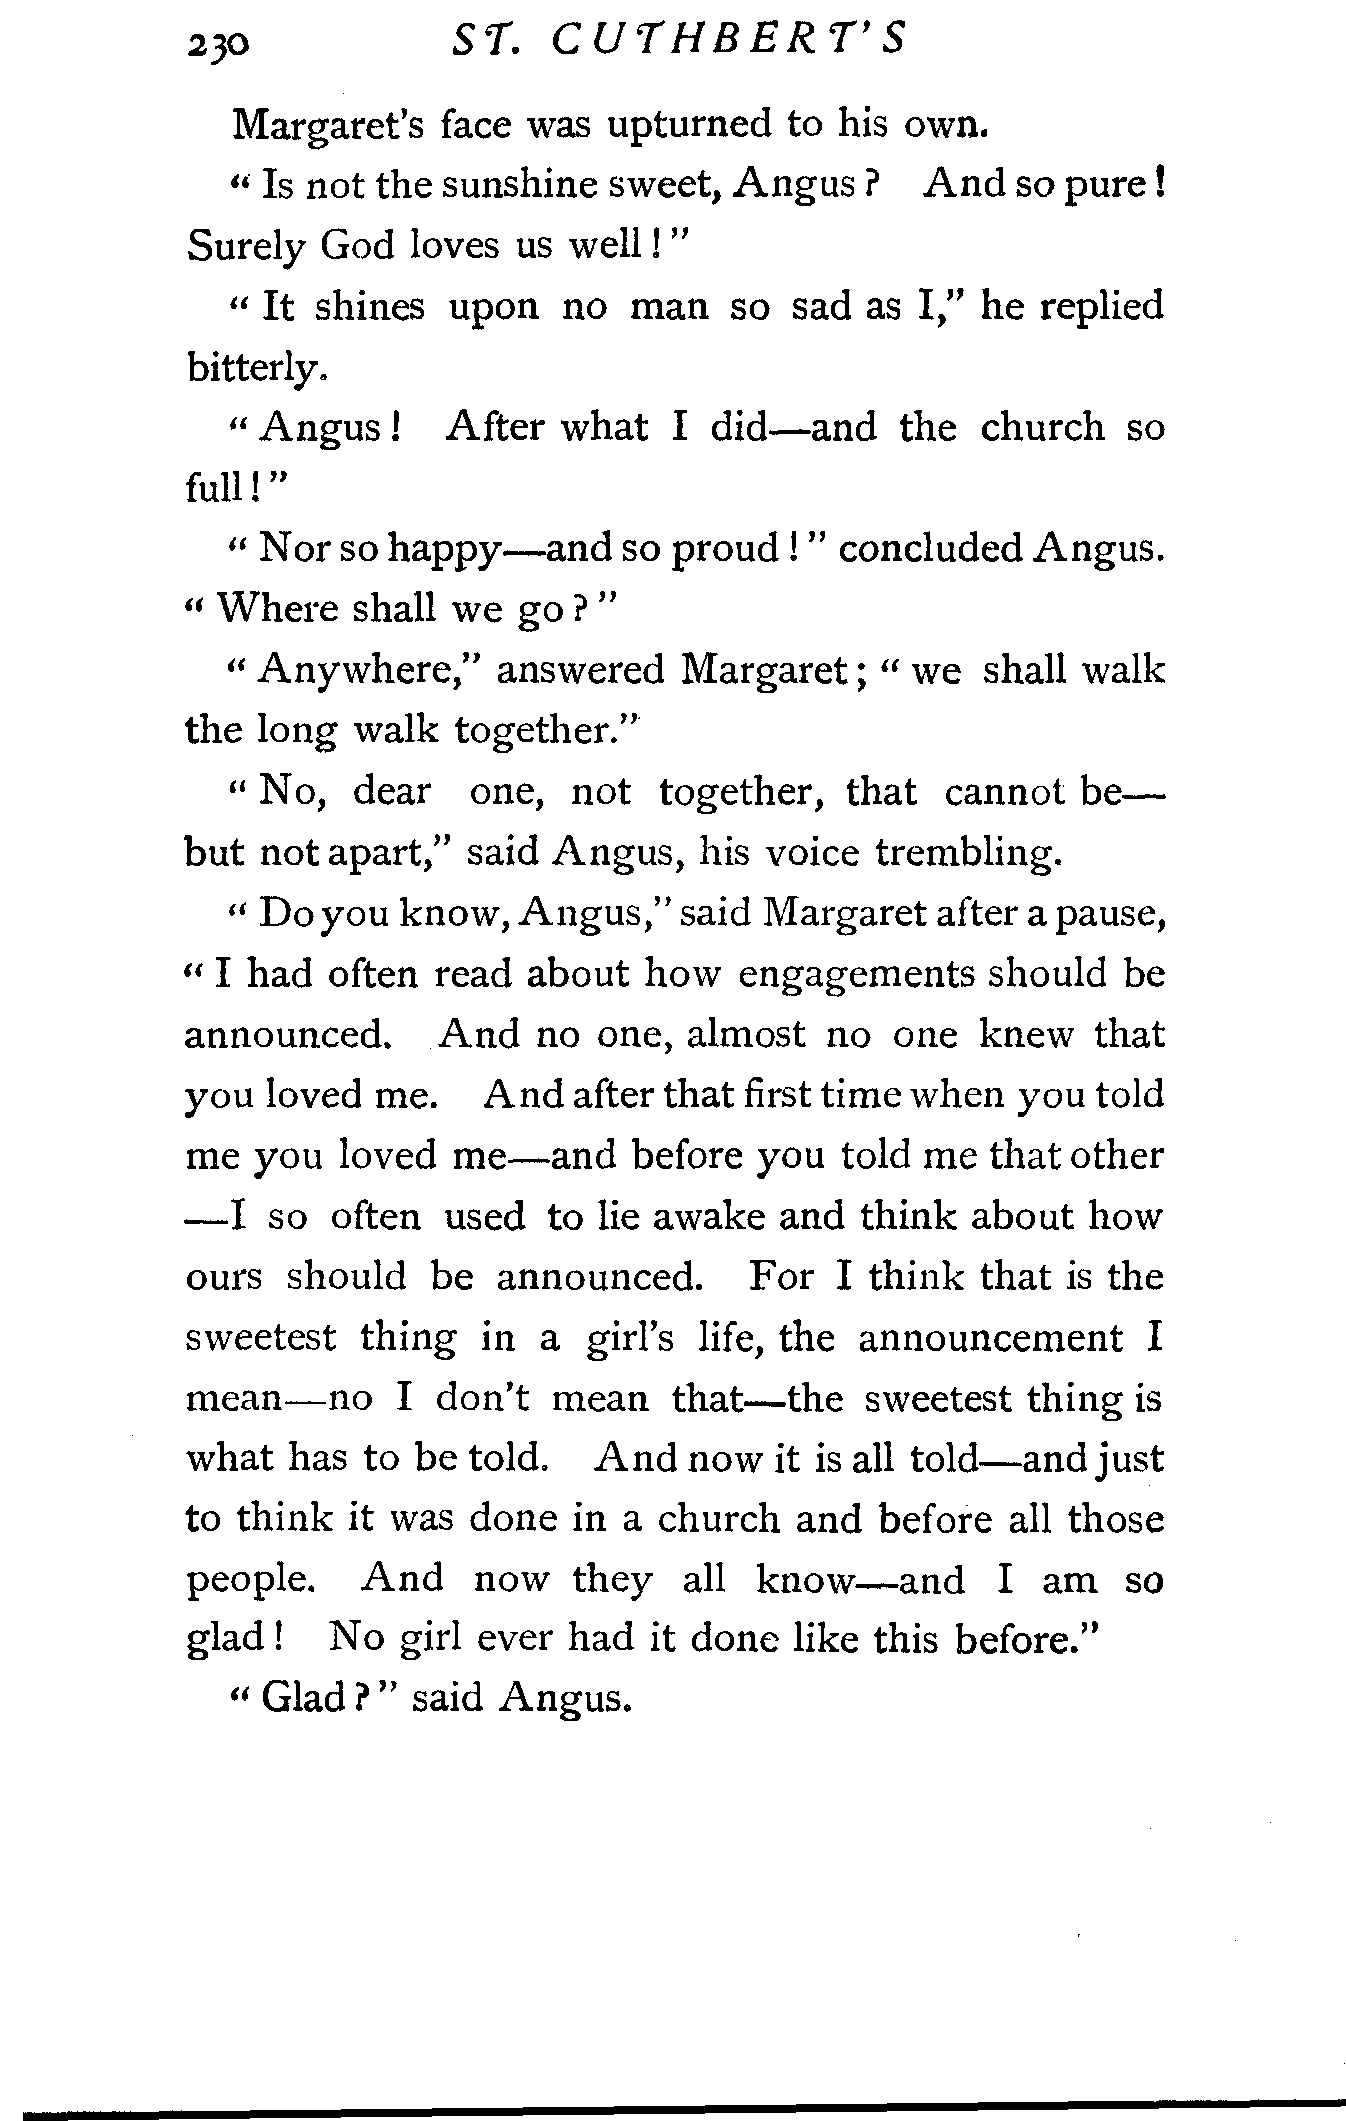 230 ST. CUTHBERT'S
Margaret's face was upturned to his own.
“ Is not the sunshine sweet, Angus ? And so pure !
Surely God loves us well ! ”
“ It shines upon no man so sad as I,” he replied
bitterly.
“ Angus ! After what I did—and the church so
full ! ”
“ Nor so happy—and so proud ! ” concluded Angus.
“ Where shall we go ? ”
“ Anywhere,” answered Margaret ; “ we shall walk
the long walk together.”
“ No, dear one, not together, that cannot be—
but not apart,” said Angus, his voice trembling.
“ Do you know, Angus,” said Margaret after a pause,
“ I had often read about how engagements should be
announced. And no one, almost no one knew that
you loved me. And after that first time when you told
me you loved me—and before you told me that other
—I so often used to lie awake and think about how
ours should be announced. For I think that is the
sweetest thing in a girl's life, the announcement I
mean—no I don't mean that—the sweetest thing is
what has to be told. And now it is all told—and just
to think it was done in a church and before all those
people. And now they all know—and I am so
glad ! No girl ever had it done like this before.”
“ Glad ? ” said Angus.